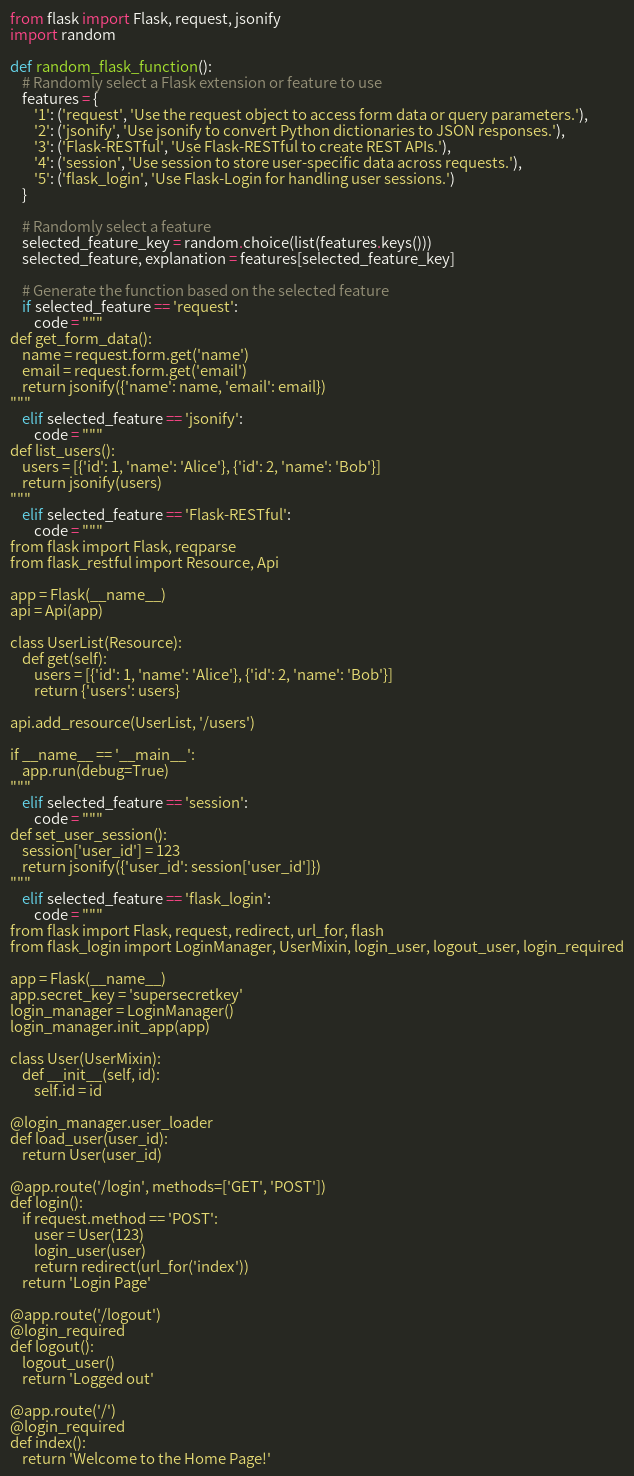 from flask import Flask, request, jsonify
import random

def random_flask_function():
    # Randomly select a Flask extension or feature to use
    features = {
        '1': ('request', 'Use the request object to access form data or query parameters.'),
        '2': ('jsonify', 'Use jsonify to convert Python dictionaries to JSON responses.'),
        '3': ('Flask-RESTful', 'Use Flask-RESTful to create REST APIs.'),
        '4': ('session', 'Use session to store user-specific data across requests.'),
        '5': ('flask_login', 'Use Flask-Login for handling user sessions.')
    }

    # Randomly select a feature
    selected_feature_key = random.choice(list(features.keys()))
    selected_feature, explanation = features[selected_feature_key]

    # Generate the function based on the selected feature
    if selected_feature == 'request':
        code = """
def get_form_data():
    name = request.form.get('name')
    email = request.form.get('email')
    return jsonify({'name': name, 'email': email})
"""
    elif selected_feature == 'jsonify':
        code = """
def list_users():
    users = [{'id': 1, 'name': 'Alice'}, {'id': 2, 'name': 'Bob'}]
    return jsonify(users)
"""
    elif selected_feature == 'Flask-RESTful':
        code = """
from flask import Flask, reqparse
from flask_restful import Resource, Api

app = Flask(__name__)
api = Api(app)

class UserList(Resource):
    def get(self):
        users = [{'id': 1, 'name': 'Alice'}, {'id': 2, 'name': 'Bob'}]
        return {'users': users}

api.add_resource(UserList, '/users')

if __name__ == '__main__':
    app.run(debug=True)
"""
    elif selected_feature == 'session':
        code = """
def set_user_session():
    session['user_id'] = 123
    return jsonify({'user_id': session['user_id']})
"""
    elif selected_feature == 'flask_login':
        code = """
from flask import Flask, request, redirect, url_for, flash
from flask_login import LoginManager, UserMixin, login_user, logout_user, login_required

app = Flask(__name__)
app.secret_key = 'supersecretkey'
login_manager = LoginManager()
login_manager.init_app(app)

class User(UserMixin):
    def __init__(self, id):
        self.id = id

@login_manager.user_loader
def load_user(user_id):
    return User(user_id)

@app.route('/login', methods=['GET', 'POST'])
def login():
    if request.method == 'POST':
        user = User(123)
        login_user(user)
        return redirect(url_for('index'))
    return 'Login Page'

@app.route('/logout')
@login_required
def logout():
    logout_user()
    return 'Logged out'

@app.route('/')
@login_required
def index():
    return 'Welcome to the Home Page!'